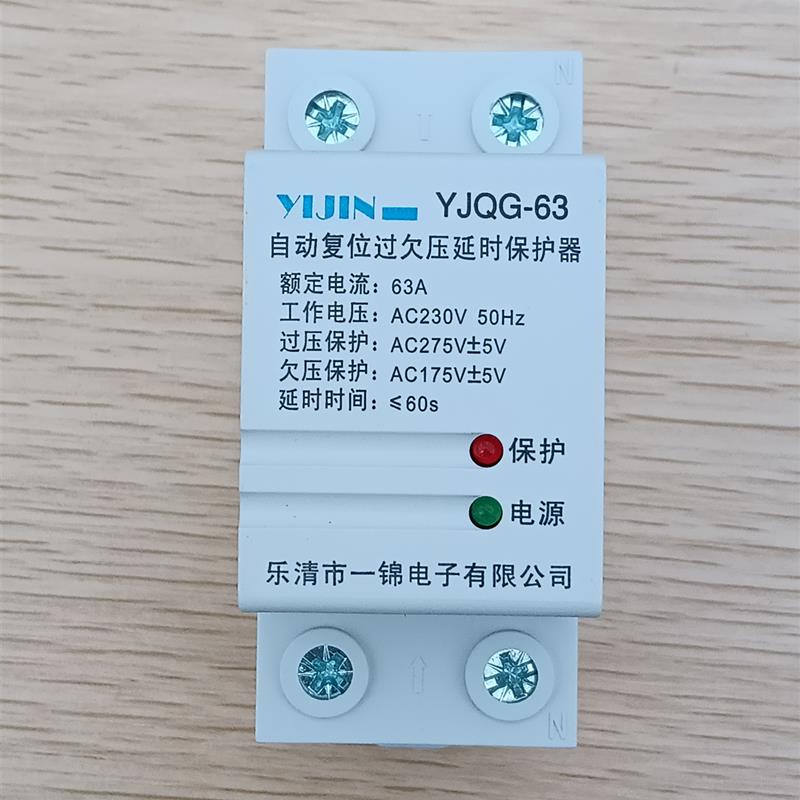 N
YIJIN YJQG-63
自动复位过欠压延时保护器
额定电流：63A
工作电压：AC230V 50Hz
过压保护：AC275V±5V
欠压保护：AC175V±5V
延时时间：≤60s
保护
电源
乐清市一锦电子有限公司
N